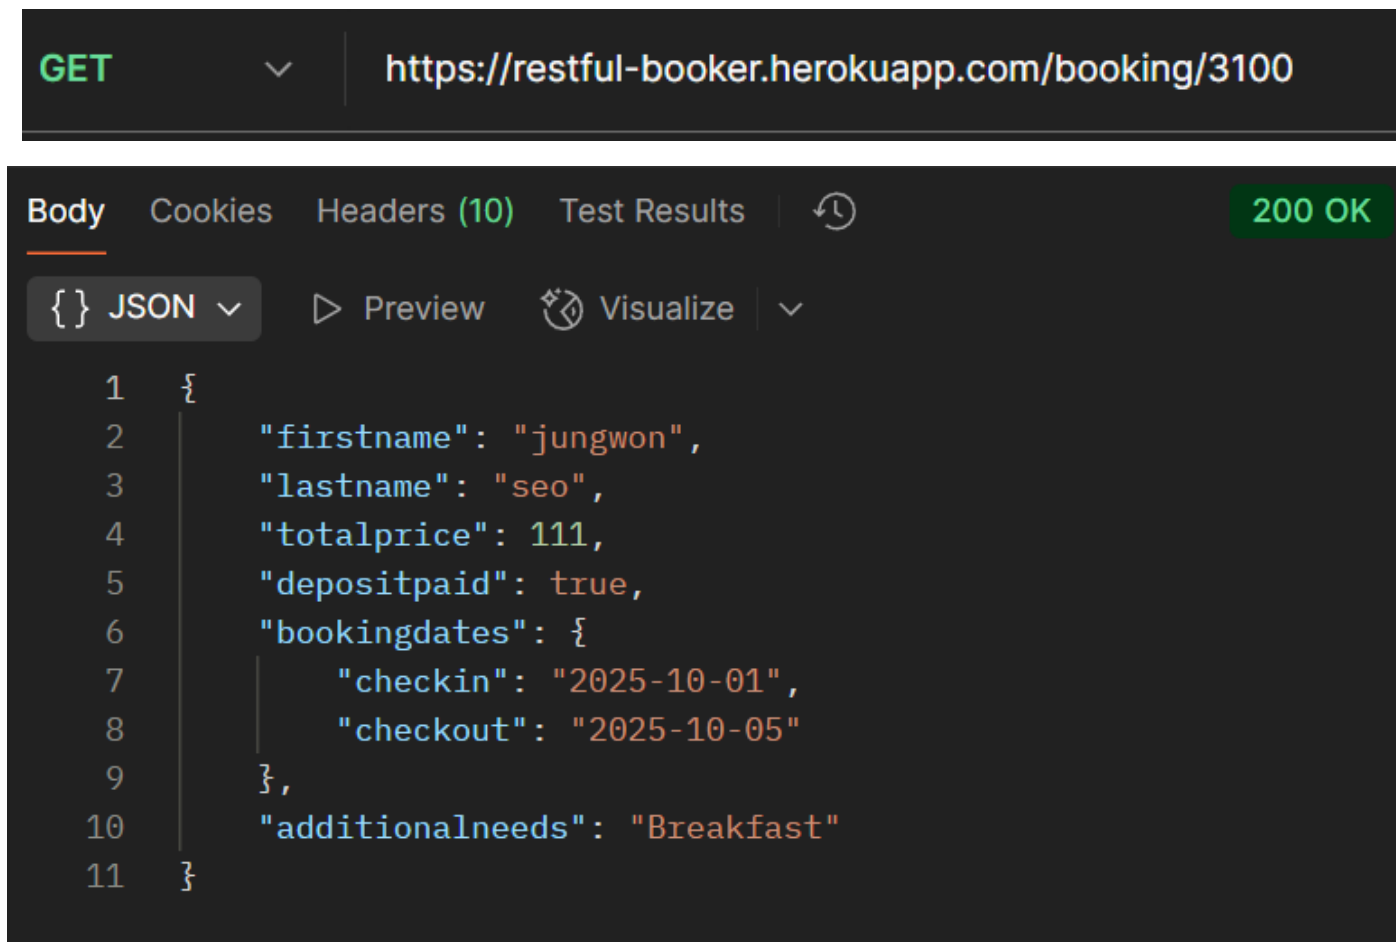 GET https://restful-booker.herokuapp.com/booking/3100
Body Cookies Headers (10) Test Results 200 OK
{ } JSON Preview Visualize
1 {
2 "firstname": "jungwon",
3 "lastname": "seo",
4 "totalprice": 111,
5 "depositpaid": true,
6 "bookingdates": {
7 "checkin": "2025-10-01",
8 "checkout": "2025-10-05"
9 },
10 "additionalneeds": "Breakfast"
11 }